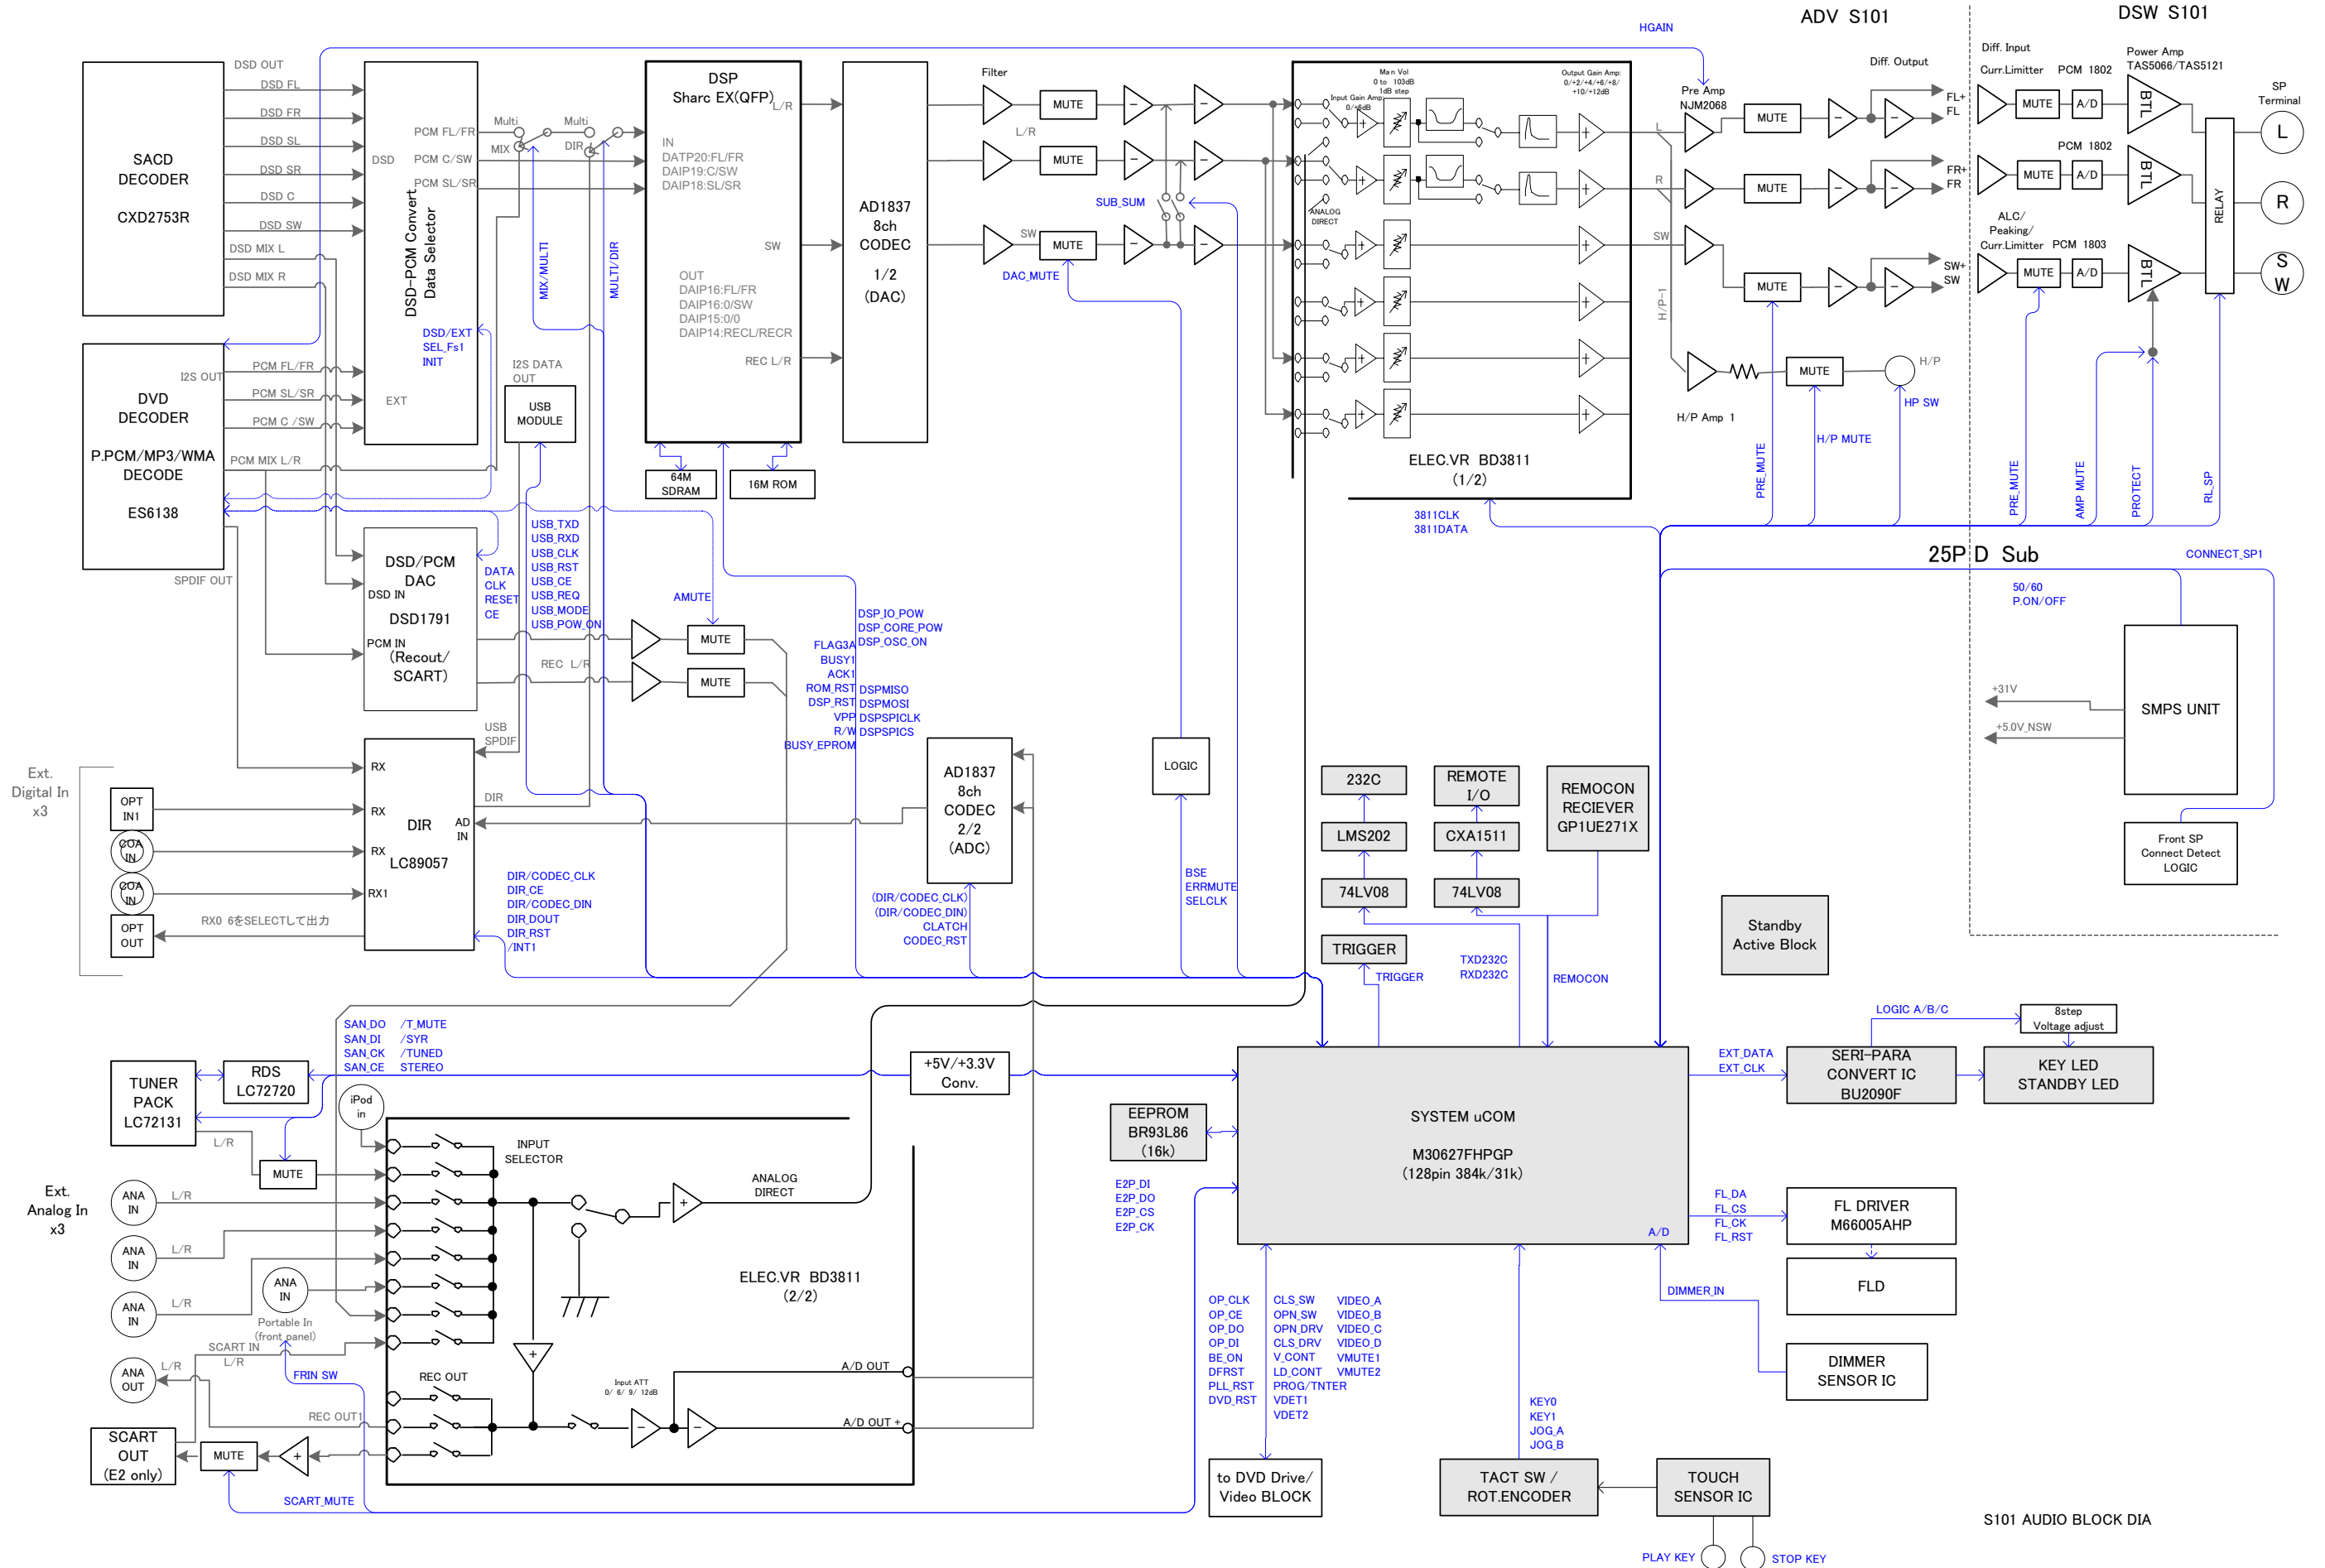 ADV S101
DSW S101
HGAIN
DSD OUT
DSD FL
DSD FR
DSD SL
DSD SR
DSD C
DSD SW
DSD MIX L
DSD MIX R
SACD
DECODER
CXD2753R
PCM FL/FR
PCM C/SW
PCM SL/SR
DSD
DSD-PCM Convert
Data Selector
DSD/EXT
SEL_Fs1
INIT
EXT
Multi
MIX
Multi
DIR
MIX/MULTI
MULTI/DIR
DSP
Sharc EX(QFP)
L/R
IN
DATP20:FL/FR
DAIP19:C/SW
DAIP18:SL/SR
SW
OUT
DAIP16:FL/FR
DAIP16:0/SW
DAIP15:0/0
DAIP14:RECL/RECR
REC L/R
64M
SDRAM
16M ROM
AD1837
8ch
CODEC
1/2
(DAC)
Filter
MUTE
L/R
MUTE
SW
MUTE
DAC_MUTE
SUB_SUM
Input Gain Amp:
0/+6dB
Man Vol
0 to 103dB
1dB step
Output Gain Amp:
0/+2/+4/+6/+8/
+10/+12dB
ANALOG
DIRECT
ELEC.VR BD3811
(1/2)
3811CLK
3811DATA
L
R
SW
H/P-1
Pre Amp
NJM2068
MUTE
MUTE
MUTE
Diff. Output
FL+
FL
FR+
FR
SW+
SW
H/P Amp 1
MUTE
H/P
HP SW
H/P MUTE
PRE_MUTE
Diff. Input
Curr.Limitter
PCM 1802
Power Amp
TAS5066/TAS5121
MUTE
A/D
BTL
PCM 1802
MUTE
A/D
BTL
ALC/
Peaking/
Curr.Limitter
PCM 1803
MUTE
A/D
BTL
RELAY
SP
Terminal
L
R
S
W
PRE_MUTE
AMP MUTE
PROTECT
RL_SP
25P D Sub
CONNECT_SP1
50/60
P.ON/OFF
SMPS UNIT
+31V
+5.0V_NSW
Front SP
Connect Detect
LOGIC
I2S OUT
PCM FL/FR
PCM SL/SR
PCM C /SW
PCM MIX L/R
DVD
DECODER
P.PCM/MP3/WMA
DECODE
ES6138
I2S DATA
OUT
USB
MODULE
USB_TXD
USB_RXD
USB_CLK
USB_RST
USB_CE
USB_REQ
USB_MODE
USB_POW_ON
SPDIF OUT
DSD/PCM
DAC
DSD IN
DSD1791
PCM IN
(Recout/
SCART)
DATA
CLK
RESET
CE
AMUTE
MUTE
REC L/R
MUTE
DSP_IO_POW
DSP_CORE_POW
DSP_OSC_ON
FLAG3A
BUSY1
ACK1
ROM_RST
DSP_RST
VPP
R/W
BUSY_EPROM
DSPMISO
DSPMOSI
DSPSPICLK
DSPSPICS
Ext.
Digital In
x3
OPT
IN1
COA
IN
COA
IN
OPT
OUT
RX0 6をSELECTして出力
RX
RX
RX
RX1
DIR
LC89057
AD
IN
USB
SPDIF
DIR
DIR/CODEC_CLK
DIR_CE
DIR/CODEC_DIN
DIR_DOUT
DIR_RST
/INT1
AD1837
8ch
CODEC
2/2
(ADC)
(DIR/CODEC_CLK)
(DIR/CODEC_DIN)
CLATCH
CODEC_RST
LOGIC
BSE
ERRMUTE
SELCLK
232C
LMS202
74LV08
TRIGGER
TRIGGER
REMOTE
I/O
CXA1511
74LV08
REMOCON
RECIEVER
GP1UE271X
TXD232C
RXD232C
REMOCON
Standby
Active Block
SAN_DO
SAN_DI
SAN_CK
SAN_CE
/T_MUTE
/SYR
/TUNED
STEREO
TUNER
PACK
LC72131
RDS
LC72720
L/R
MUTE
iPod
in
+5V/+3.3V
Conv.
Ext.
Analog In
x3
ANA
IN
L/R
ANA
IN
L/R
ANA
IN
L/R
ANA
IN
Portable In
(front panel)
SCART IN
L/R
ANA
OUT
L/R
FRIN SW
REC OUT1
SCART
OUT
(E2 only)
MUTE
SCART_MUTE
INPUT
SELECTOR
ANALOG
DIRECT
ELEC.VR BD3811
(2/2)
REC OUT
Input ATT
0/ 6/ 9/ 12dB
A/D OUT
A/D OUT +
EEPROM
BR93L86
(16k)
E2P_DI
E2P_DO
E2P_CS
E2P_CK
SYSTEM uCOM
M30627FHPGP
(128pin 384k/31k)
A/D
EXT_DATA
EXT_CLK
SERI-PARA
CONVERT IC
BU2090F
LOGIC A/B/C
8step
Voltage adjust
KEY LED
STANDBY LED
FL_DA
FL_CS
FL_CK
FL_RST
FL DRIVER
M66005AHP
FLD
DIMMER_IN
DIMMER
SENSOR IC
OP_CLK
OP_CE
OP_DO
OP_DI
BE_ON
DFRST
PLL_RST
DVD_RST
CLS_SW
OPN_SW
OPN_DRV
CLS_DRV
V_CONT
LD_CONT
PROG/TNTER
VDET1
VDET2
VIDEO_A
VIDEO_B
VIDEO_C
VIDEO_D
VMUTE1
VMUTE2
to DVD Drive/
Video BLOCK
KEY0
KEY1
JOG_A
JOG_B
TACT SW /
ROT.ENCODER
TOUCH
SENSOR IC
PLAY KEY
STOP KEY
S101 AUDIO BLOCK DIA